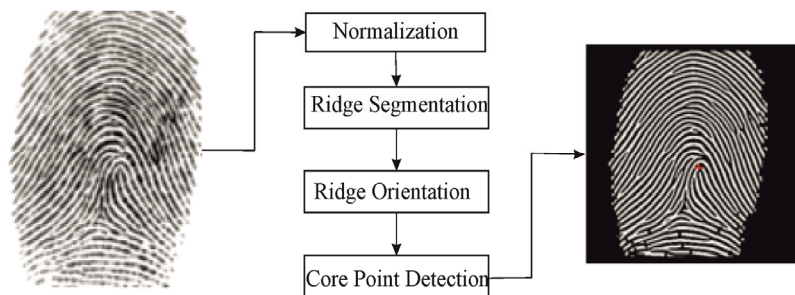 Normalization
Ridge Segmentation
Ridge Orientation
Core Point Detection